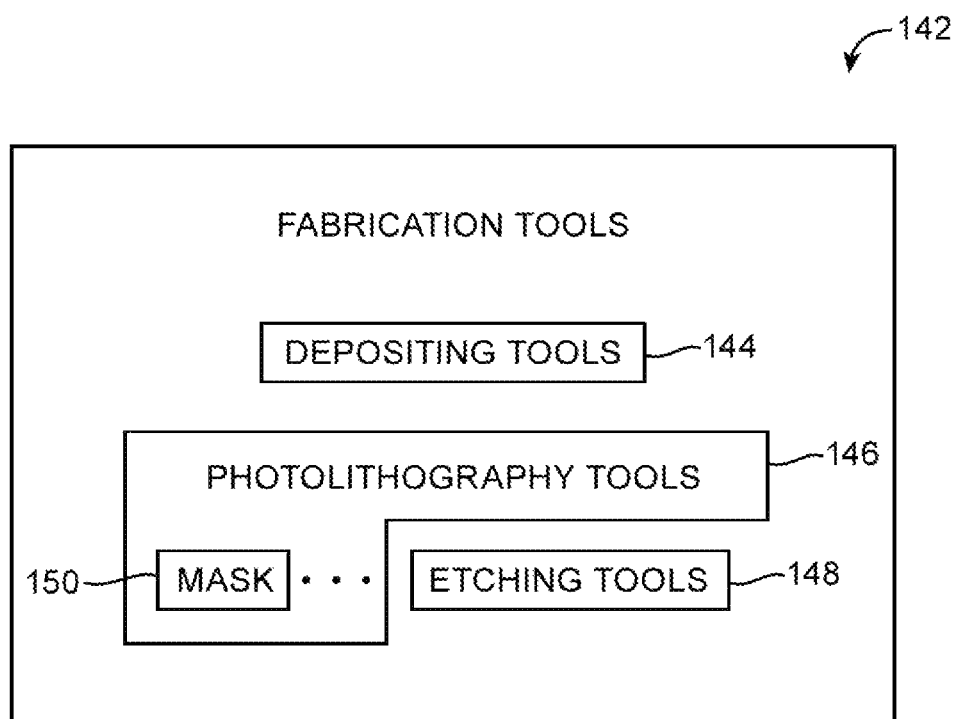 142
FABRICATION TOOLS
DEPOSITING TOOLS
144
PHOTOLITHOGRAPHY TOOLS
146
150
MASK
ETCHING TOOLS
148